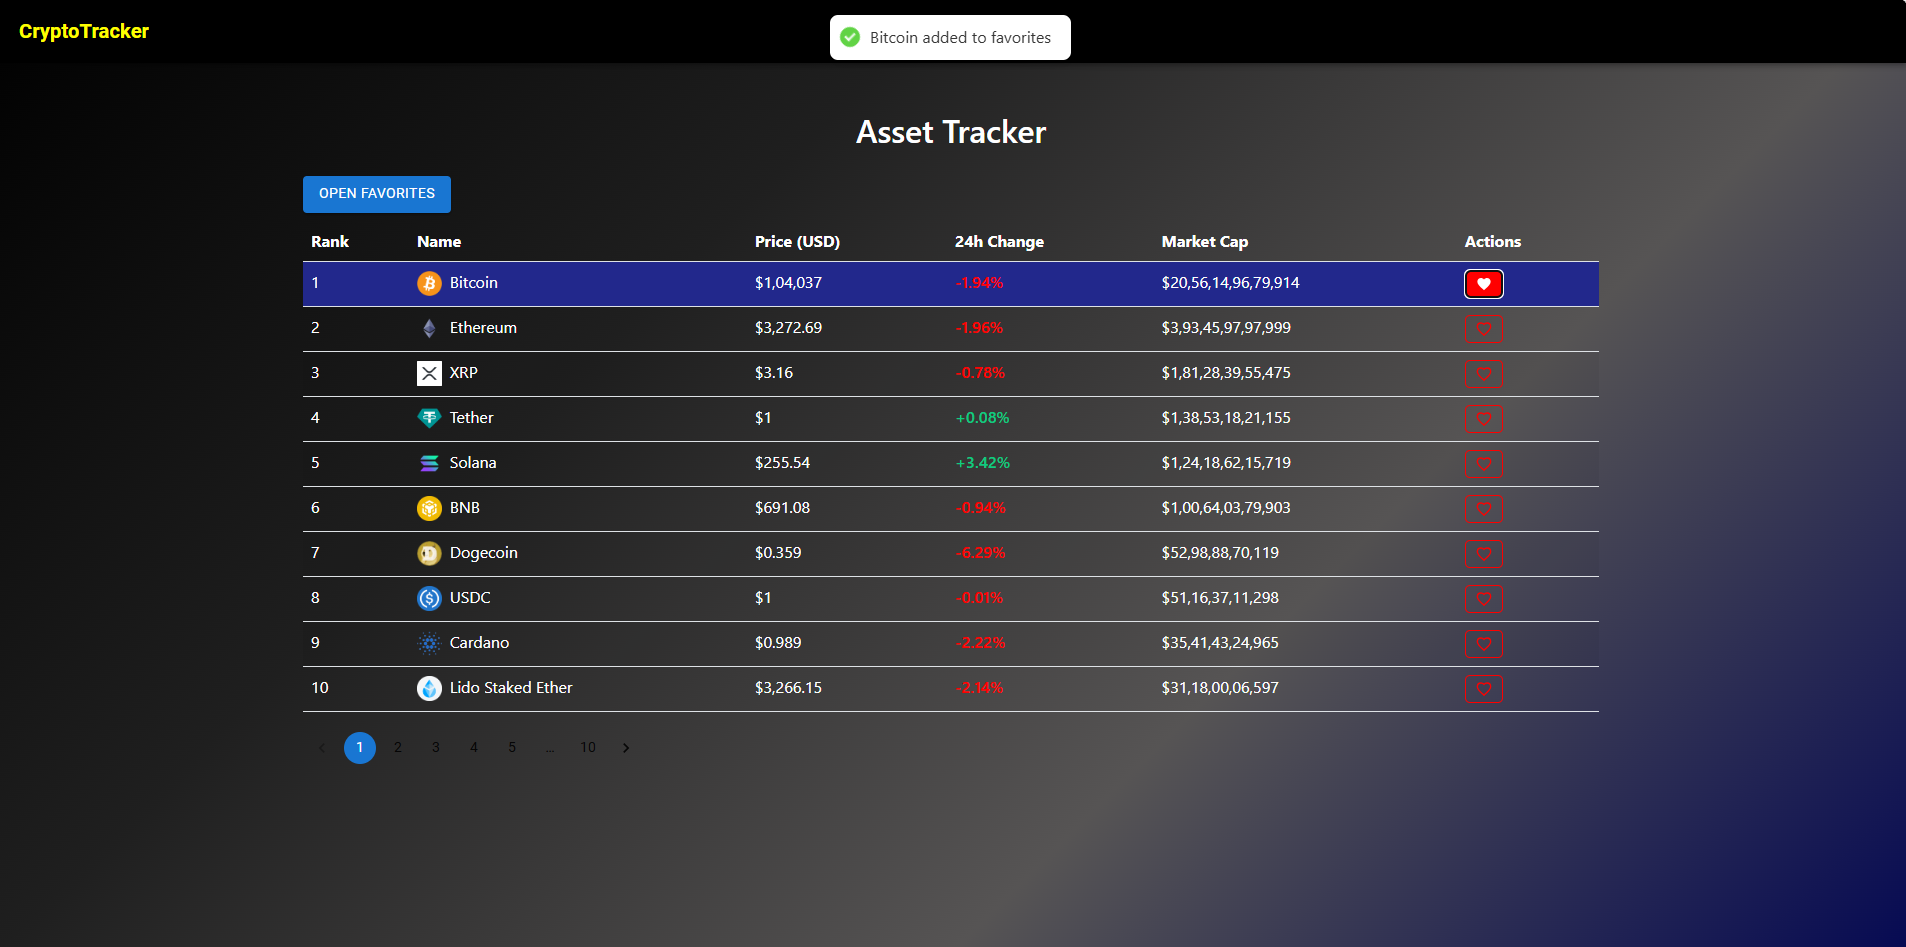 CryptoTracker
Bitcoin added to favorites
Asset Tracker
OPEN FAVORITES
Rank Name Price (USD) 24h Change Market Cap Actions
1 Bitcoin $1,04,037 -1.94% $20,56,14,96,79,914
2 Ethereum $3,272.69 -1.96% $3,93,45,97,97,999
3 XRP $3.16 -0.78% $1,81,28,39,55,475
4 Tether $1 +0.08% $1,38,53,18,21,155
5 Solana $255.54 +3.42% $1,24,18,62,15,719
6 BNB $691.08 -0.94% $1,00,64,03,79,903
7 Dogecoin $0.359 -6.29% $52,98,88,70,119
8 USDC $1 -0.01% $51,16,37,11,298
9 Cardano $0.989 -2.22% $35,41,43,24,965
10 Lido Staked Ether $3,266.15 -2.14% $31,18,00,06,597
1 2 3 4 5 … 10